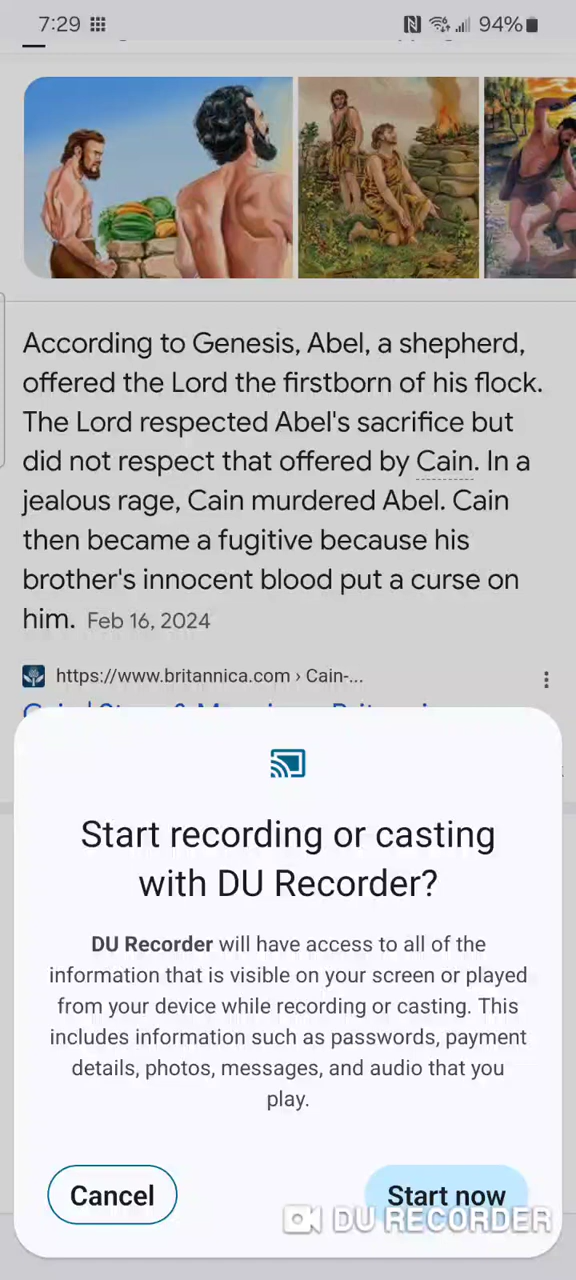 7:29 94%
According to Genesis, Abel, a shepherd,
offered the Lord the firstborn of his flock.
The Lord respected Abel's sacrifice but
did not respect that offered by Cain. In a
jealous rage, Cain murdered Abel. Cain
then became a fugitive because his
brother's innocent blood put a curse on
him. Feb 16, 2024
https://www.britannica.com › Cain-...
Start recording or casting
with DU Recorder?
DU Recorder will have access to all of the
information that is visible on your screen or played
from your device while recording or casting. This
includes information such as passwords, payment
details, photos, messages, and audio that you
play.
Cancel Start now
DU RECORDER